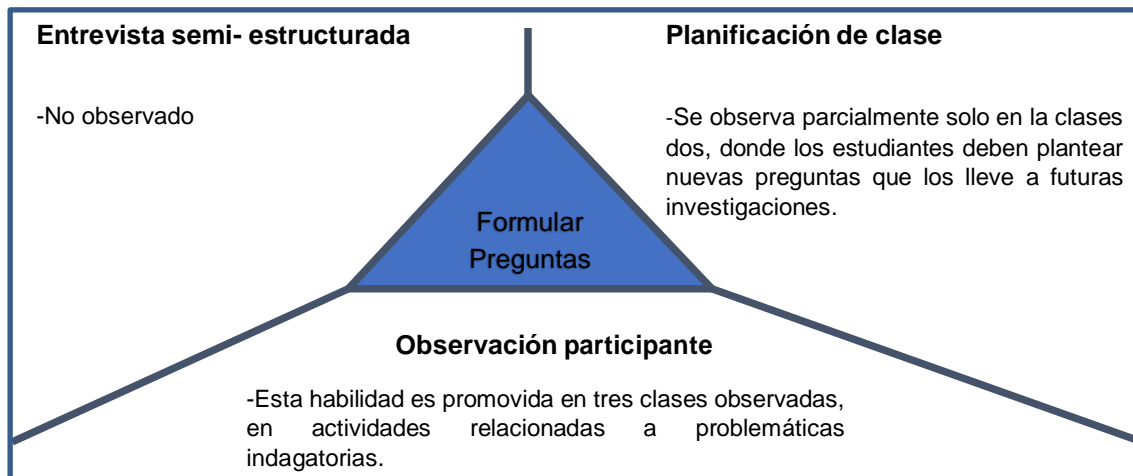 Entrevista semi- estructurada
-No observado
Planificación de clase
-Se observa parcialmente solo en la clases
dos, donde los estudiantes deben plantear
nuevas preguntas que los lleve a futuras
investigaciones.
Formular
Preguntas
Observación participante
-Esta habilidad es promovida en tres clases observadas,
en actividades relacionadas a problemáticas
indagatorias.